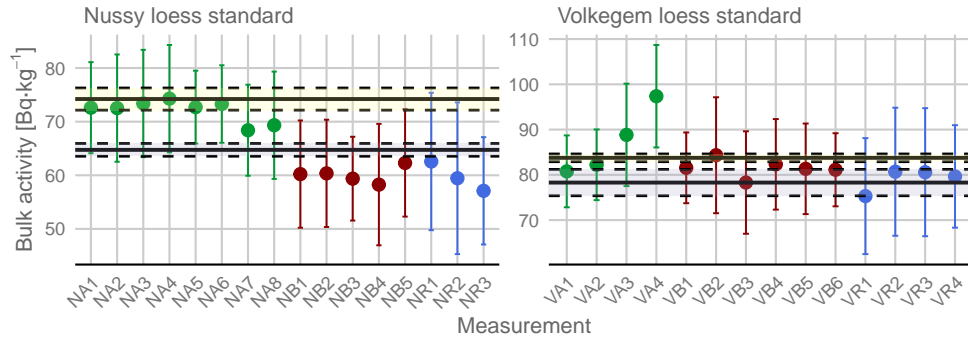 Nussy loess standard
Volkegem loess standard
Bulk activity [Bq·kg⁻¹]
80
70
60
50
110
100
90
80
70
NA1 NA2 NA3 NA4 NA5 NA6 NA7 NA8 NB1 NB2 NB3 NB4 NB5 NR1 NR2 NR3
VA1 VA2 VA3 VA4 VB1 VB2 VB3 VB4 VB5 VB6 VR1 VR2 VR3 VR4
Measurement